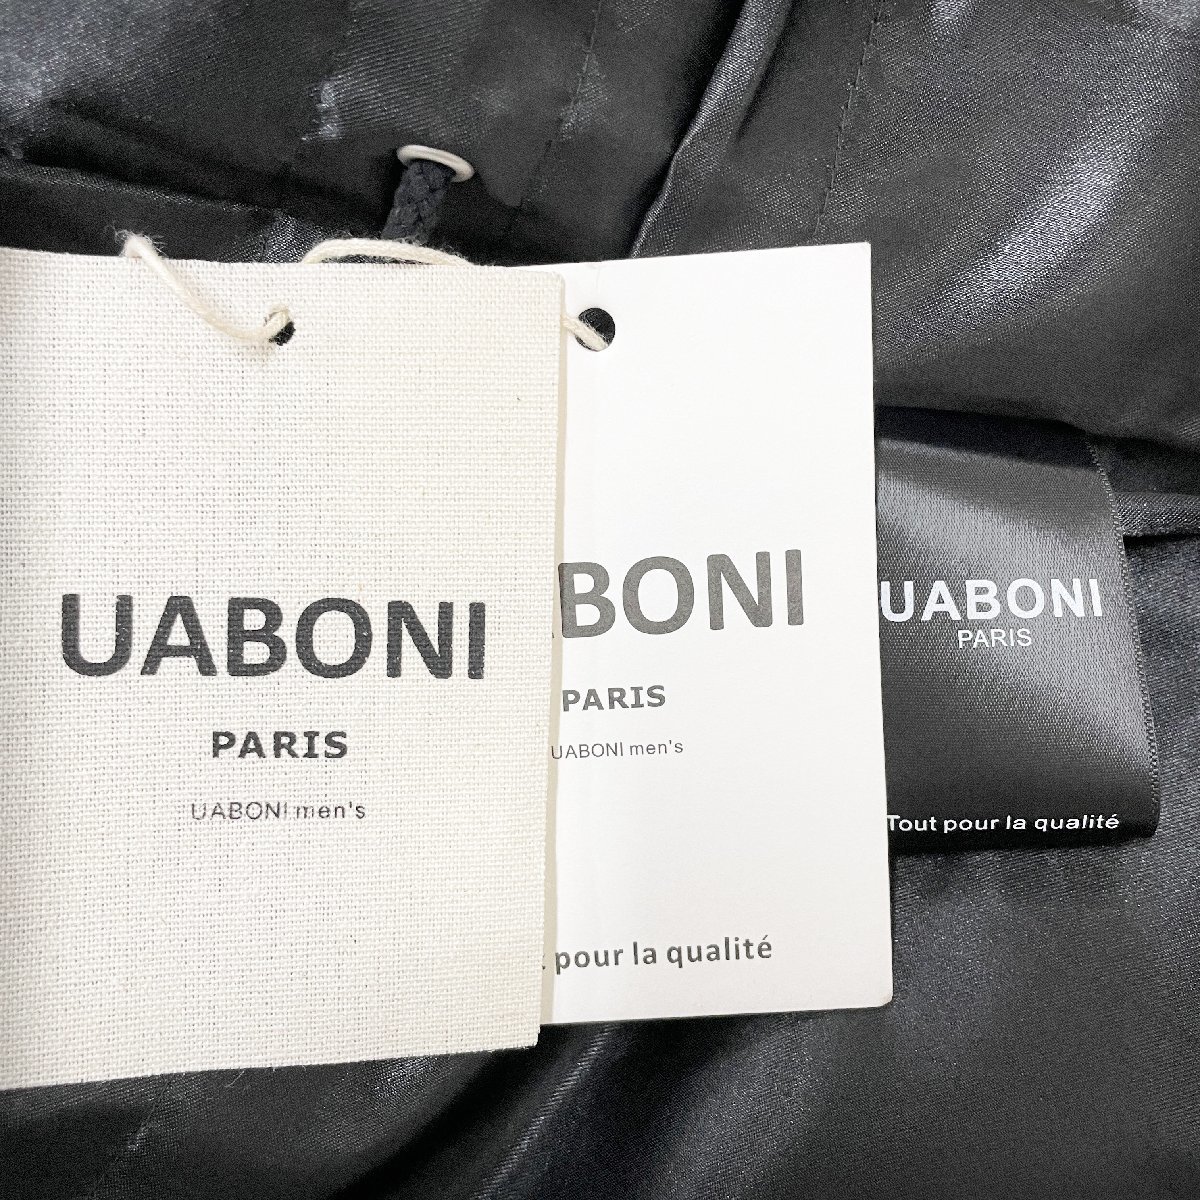 UABONI
PARIS
UABONI men's
ABONI
PARIS
UABONI men's
pour la qualité
UABONI
PARIS
Tout pour la qualité